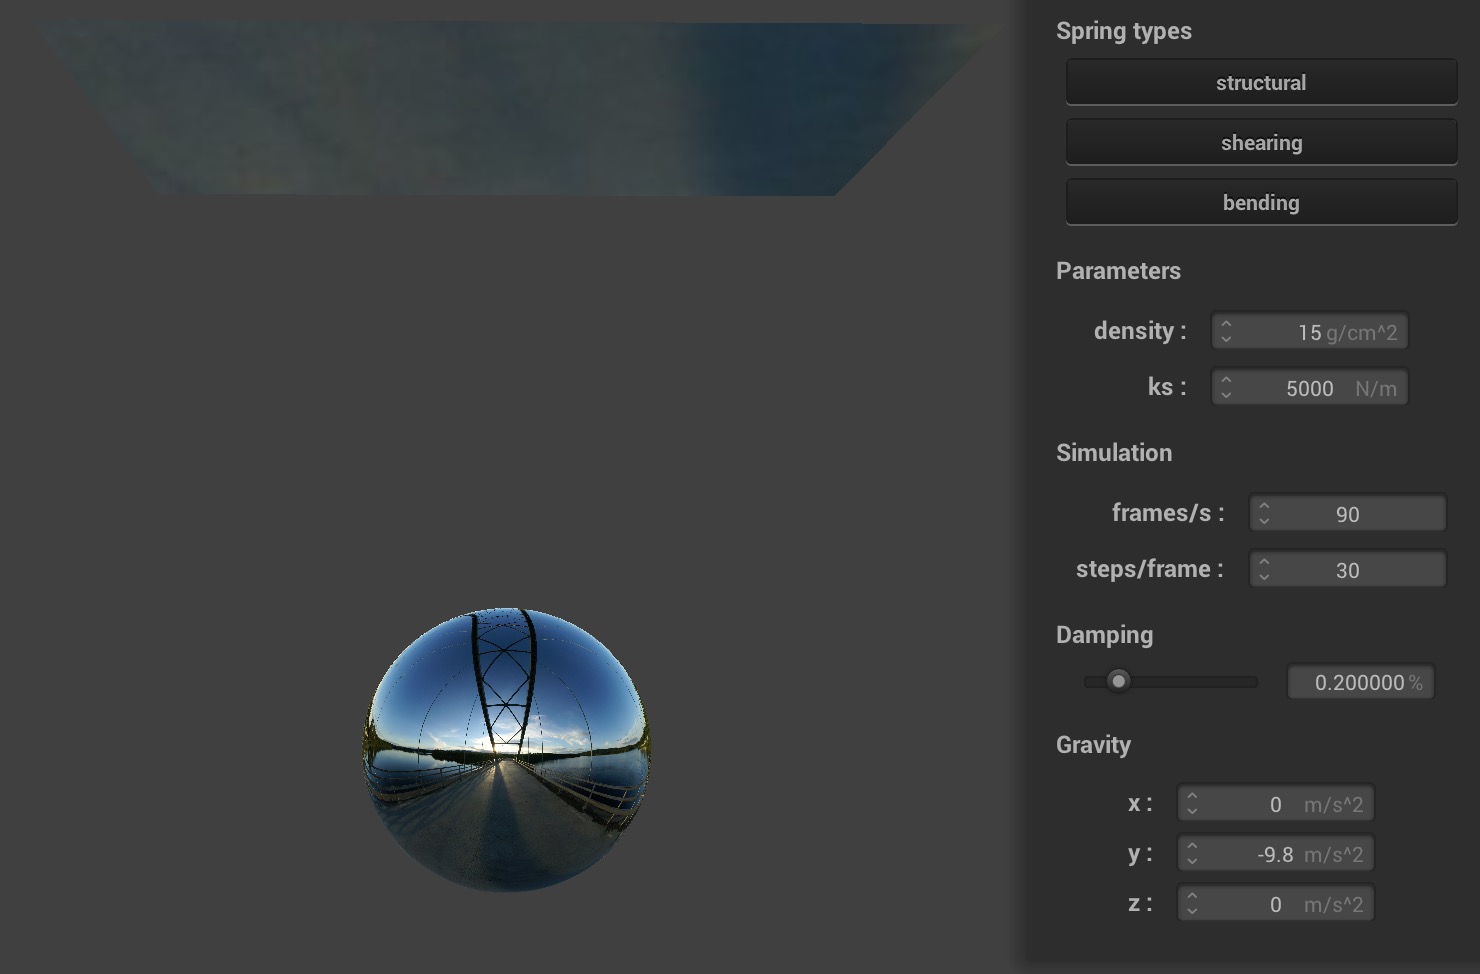 Spring types
structural
shearing
bending
Parameters
density : 15 g/cm^2
ks : 5000 N/m
Simulation
frames/s : 90
steps/frame : 30
Damping
0.200000 %
Gravity
x : 0 m/s^2
y : -9.8 m/s^2
z : 0 m/s^2